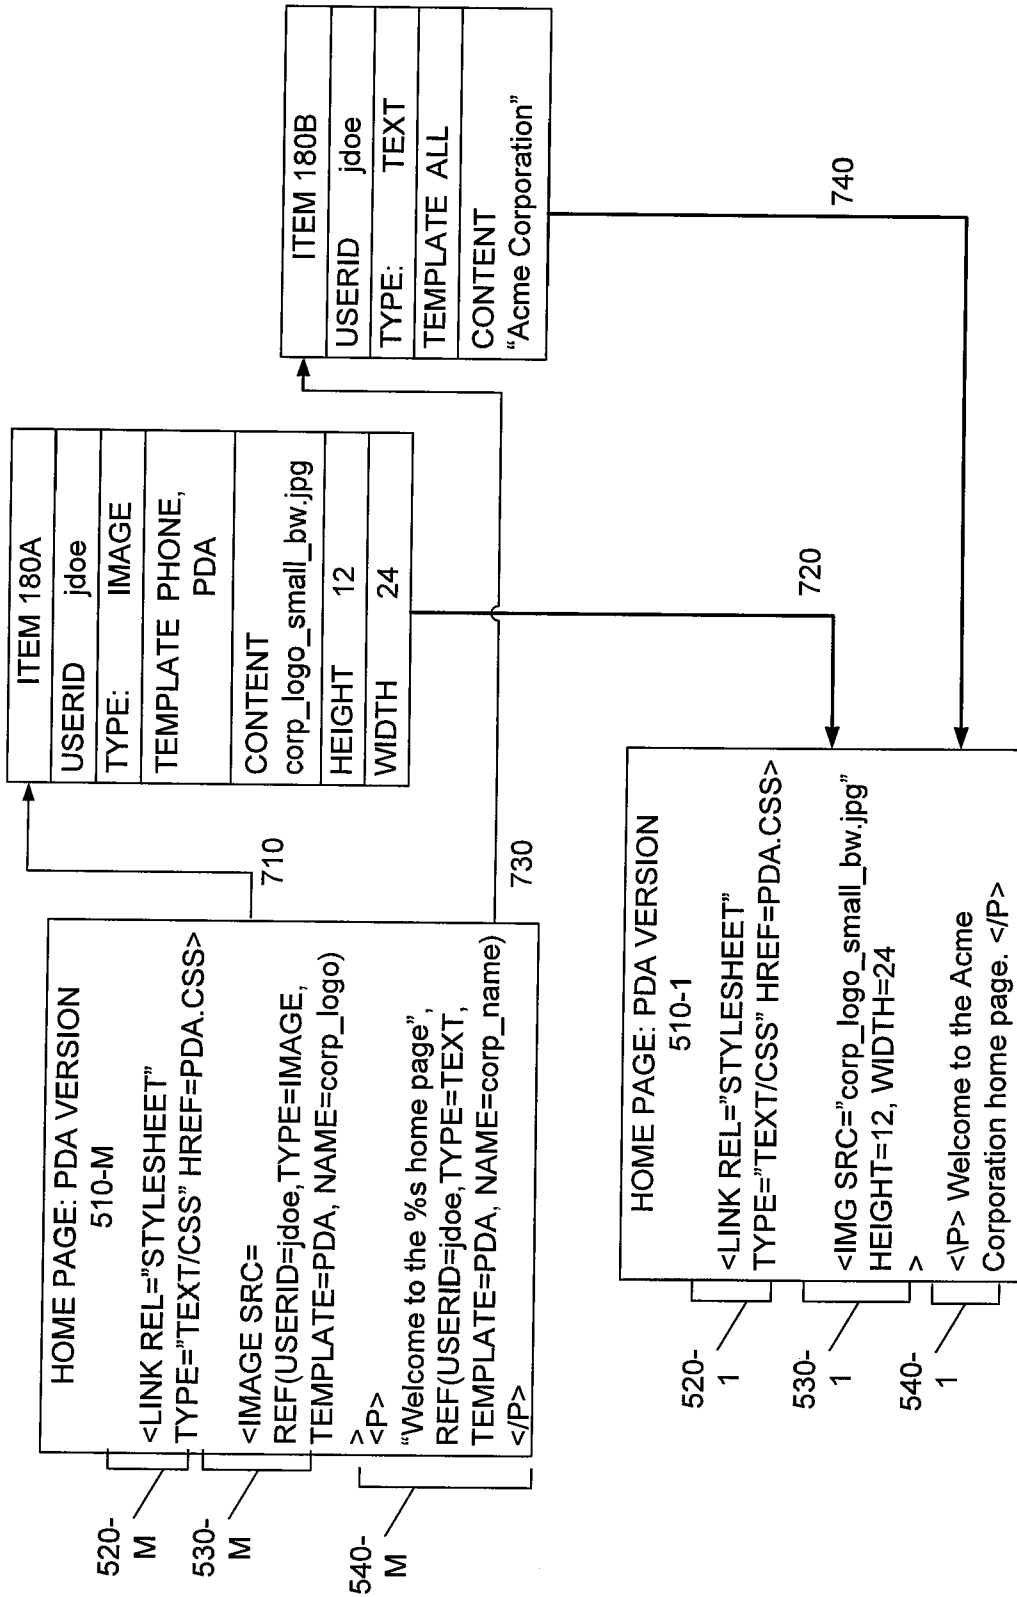 HOME PAGE: PDA VERSION
510-M
<LINK REL=”STYLESHEET”
TYPE=”TEXT/CSS” HREF=PDA.CSS>
<IMAGE SRC=
REF(USERID=jdoe,TYPE=IMAGE,
TEMPLATE=PDA, NAME=corp_logo)
>
<P>
“Welcome to the %s home page”,
REF(USERID=jdoe,TYPE=TEXT,
TEMPLATE=PDA, NAME=corp_name)
</P>
520-
M
530-
M
540-
M
710
730
ITEM 180A
USERID jdoe
TYPE: IMAGE
TEMPLATE PHONE,
PDA
CONTENT
corp_logo_small_bw.jpg
HEIGHT 12
WIDTH 24
ITEM 180B
USERID jdoe
TYPE: TEXT
TEMPLATE ALL
CONTENT
“Acme Corporation”
720
740
HOME PAGE: PDA VERSION
510-1
<LINK REL=”STYLESHEET”
TYPE=”TEXT/CSS” HREF=PDA.CSS>
<IMG SRC=”corp_logo_small_bw.jpg”
HEIGHT=12, WIDTH=24
>
<\P> Welcome to the Acme
Corporation home page. </P>
520-
1
530-
1
540-
1